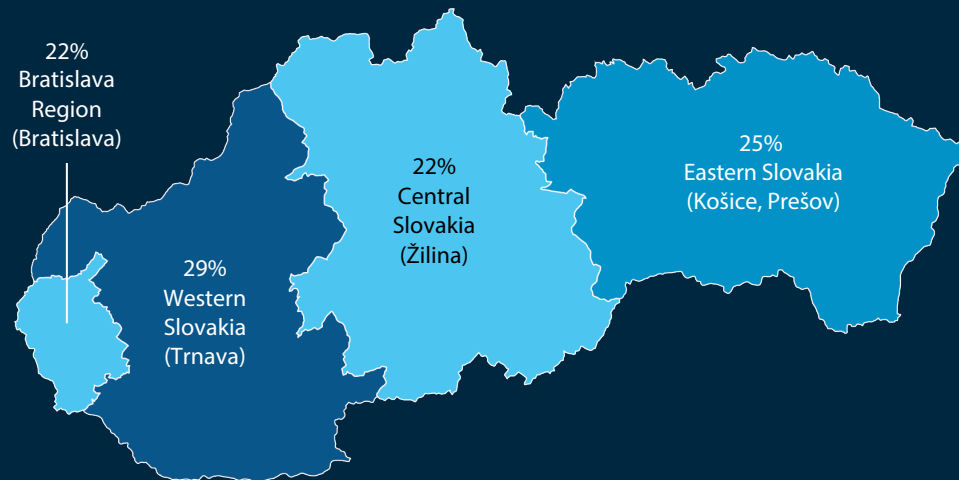 22%
Bratislava
Region
(Bratislava)
29%
Western
Slovakia
(Trnava)
22%
Central
Slovakia
(Žilina)
25%
Eastern Slovakia
(Košice, Prešov)